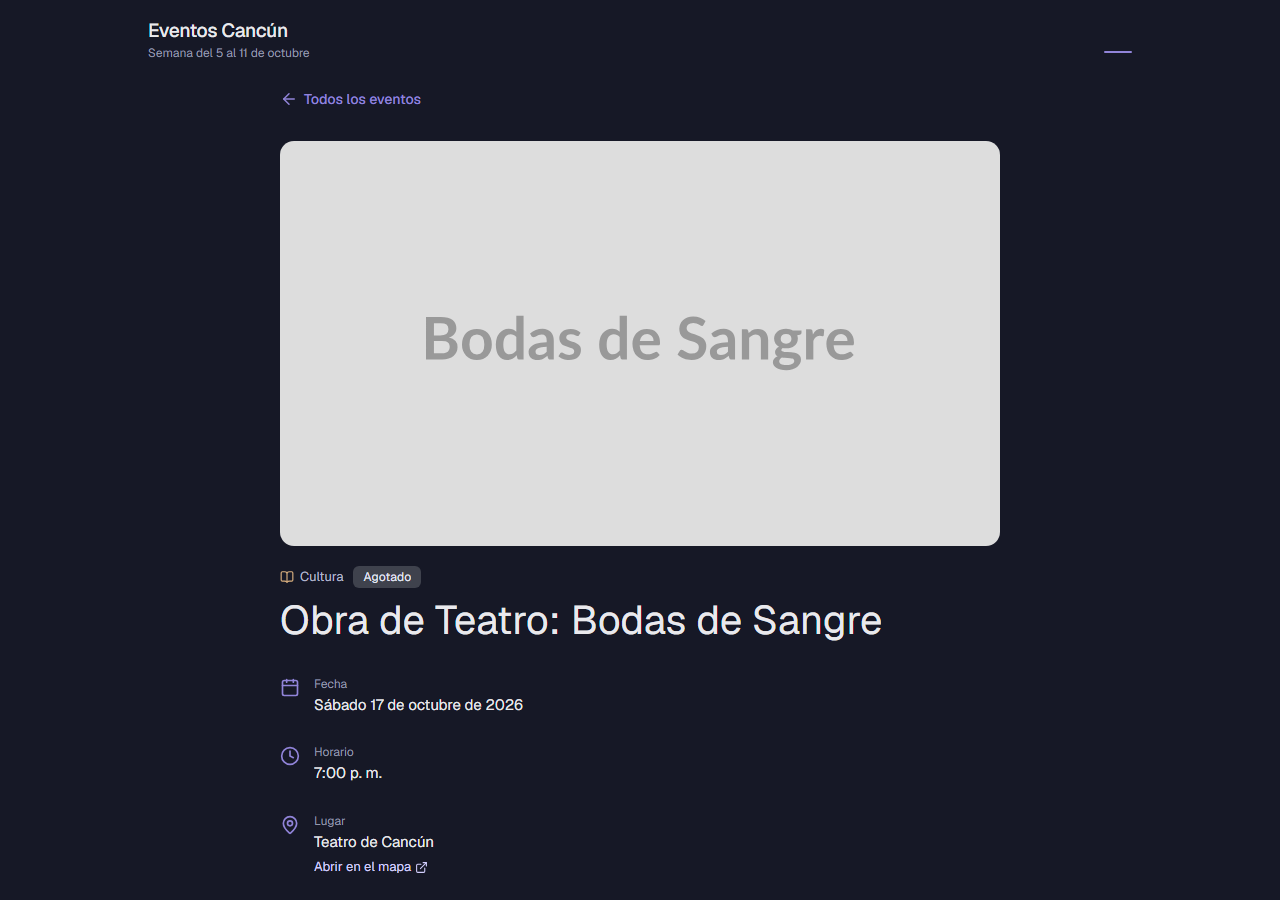 Eventos Cancún
Semana del 5 al 11 de octubre
Todos los eventos
Bodas de Sangre
Cultura
Agotado
Obra de Teatro: Bodas de Sangre
Fecha
Sábado 17 de octubre de 2026
Horario
7:00 p. m.
Lugar
Teatro de Cancún
Abrir en el mapa